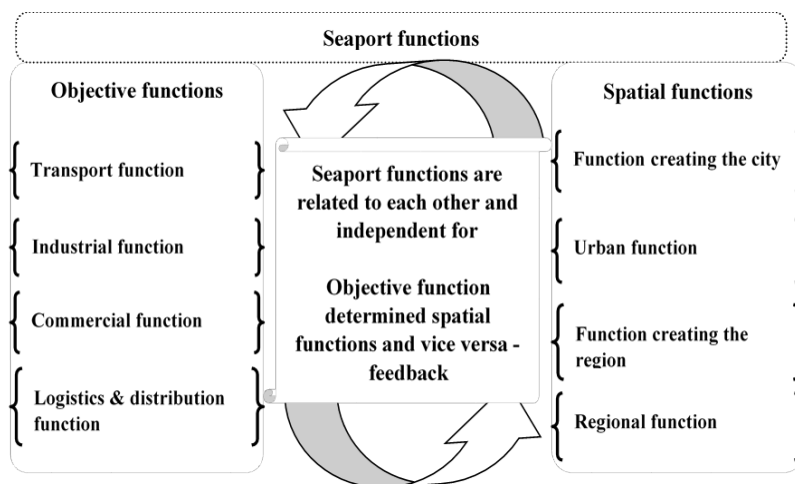 Seaport functions
Objective functions
Transport function
Industrial function
Commercial function
Logistics & distribution
function
Seaport functions are
related to each other and
independent for
Objective function
determined spatial
functions and vice versa -
feedback
Spatial functions
Function creating the city
Urban function
Function creating the
region
Regional function